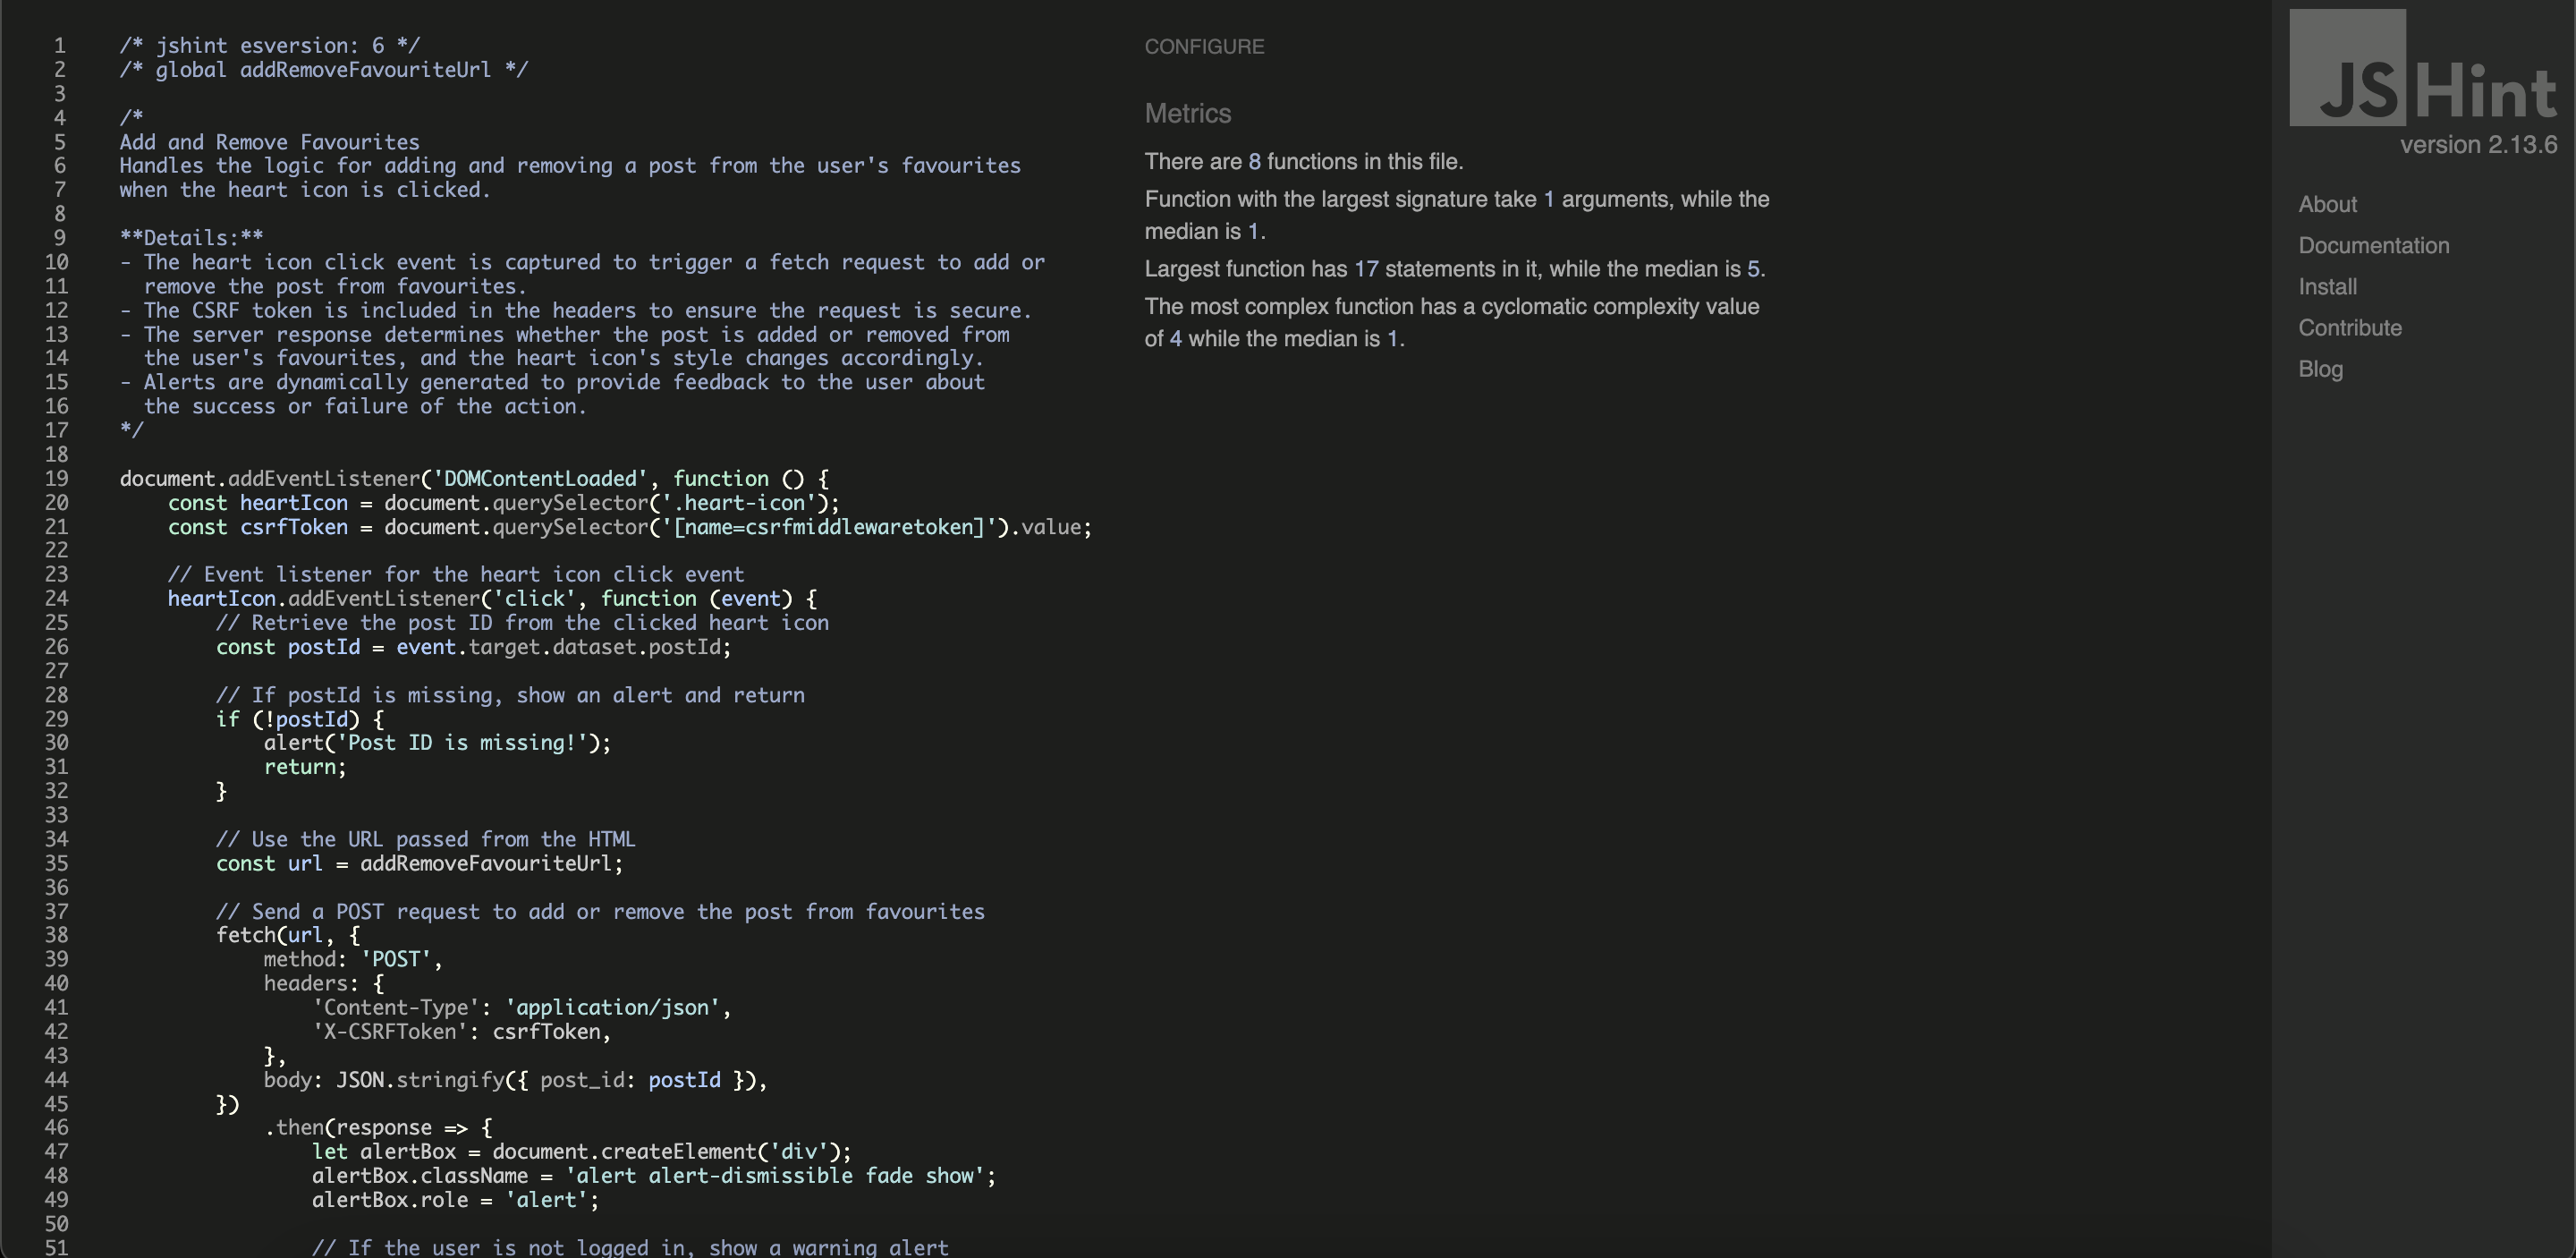 1 /* jshint esversion: 6 */
2 /* global addRemoveFavouriteUrl */
3
4 /*
5 Add and Remove Favourites
6 Handles the logic for adding and removing a post from the user's favourites
7 when the heart icon is clicked.
8
9 **Details:**
10 - The heart icon click event is captured to trigger a fetch request to add or
11   remove the post from favourites.
12 - The CSRF token is included in the headers to ensure the request is secure.
13 - The server response determines whether the post is added or removed from
14   the user's favourites, and the heart icon's style changes accordingly.
15 - Alerts are dynamically generated to provide feedback to the user about
16   the success or failure of the action.
17 */
18
19 document.addEventListener('DOMContentLoaded', function () {
20     const heartIcon = document.querySelector('.heart-icon');
21     const csrfToken = document.querySelector('[name=csrfmiddlewaretoken]').value;
22
23     // Event listener for the heart icon click event
24     heartIcon.addEventListener('click', function (event) {
25         // Retrieve the post ID from the clicked heart icon
26         const postId = event.target.dataset.postId;
27
28         // If postId is missing, show an alert and return
29         if (!postId) {
30             alert('Post ID is missing!');
31             return;
32         }
33
34         // Use the URL passed from the HTML
35         const url = addRemoveFavouriteUrl;
36
37         // Send a POST request to add or remove the post from favourites
38         fetch(url, {
39             method: 'POST',
40             headers: {
41                 'Content-Type': 'application/json',
42                 'X-CSRFToken': csrfToken,
43             },
44             body: JSON.stringify({ post_id: postId }),
45         })
46             .then(response => {
47                 let alertBox = document.createElement('div');
48                 alertBox.className = 'alert alert-dismissible fade show';
49                 alertBox.role = 'alert';
50
51                 // If the user is not logged in, show a warning alert
CONFIGURE
Metrics
There are 8 functions in this file.
Function with the largest signature take 1 arguments, while the
median is 1.
Largest function has 17 statements in it, while the median is 5.
The most complex function has a cyclomatic complexity value
of 4 while the median is 1.
JSHint
version 2.13.6
About
Documentation
Install
Contribute
Blog